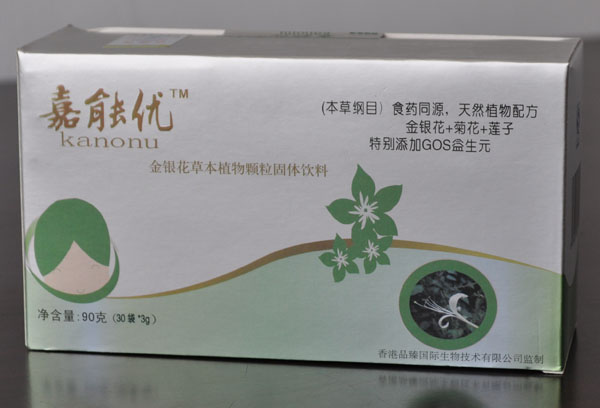 嘉能优™
kanonu
(本草纲目) 食药同源，天然植物配方
金银花+菊花+莲子
特别添加GOS益生元
金银花草本植物颗粒固体饮料
净含量:90克 (30袋*3g)
香港品臻国际生物技术有限公司监制